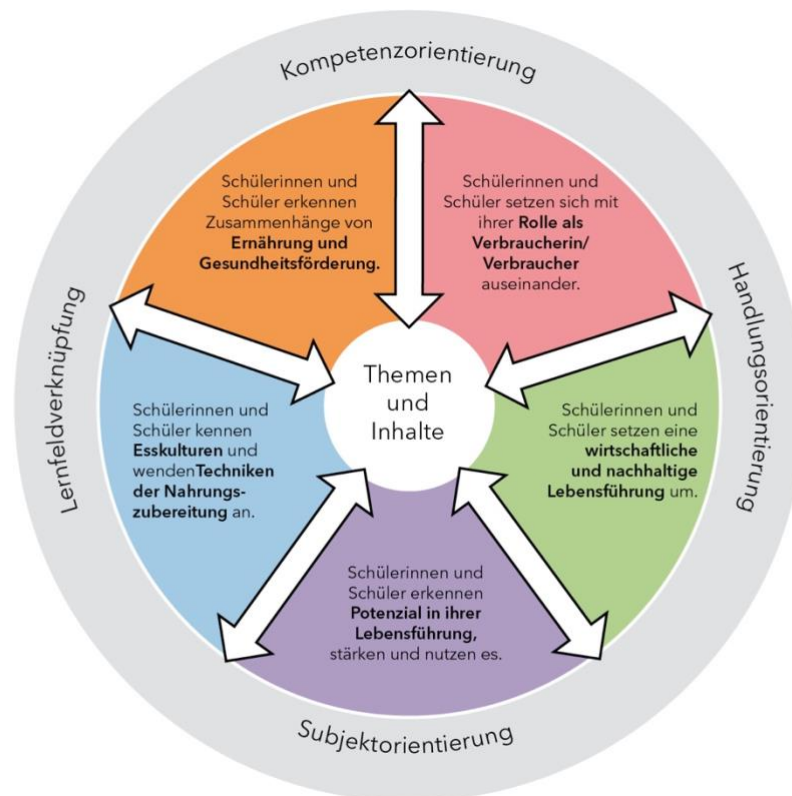 Kompetenzorientierung
Schülerinnen und
Schüler erkennen
Zusammenhänge von
Ernährung und
Gesundheitsförderung.
Schülerinnen und
Schüler setzen sich mit
ihrer Rolle als
Verbraucherin/
Verbraucher
auseinander.
Handlungsorientierung
Lernfeldverknüpfung
Themen
und
Inhalte
Schülerinnen und
Schüler kennen
Esskulturen und
wendenTechniken
der Nahrungs-
zubereitung an.
Schülerinnen und
Schüler setzen eine
wirtschaftliche
und nachhaltige
Lebensführung um.
Schülerinnen und
Schüler erkennen
Potenzial in ihrer
Lebensführung,
stärken und nutzen es.
Subjektorientierung